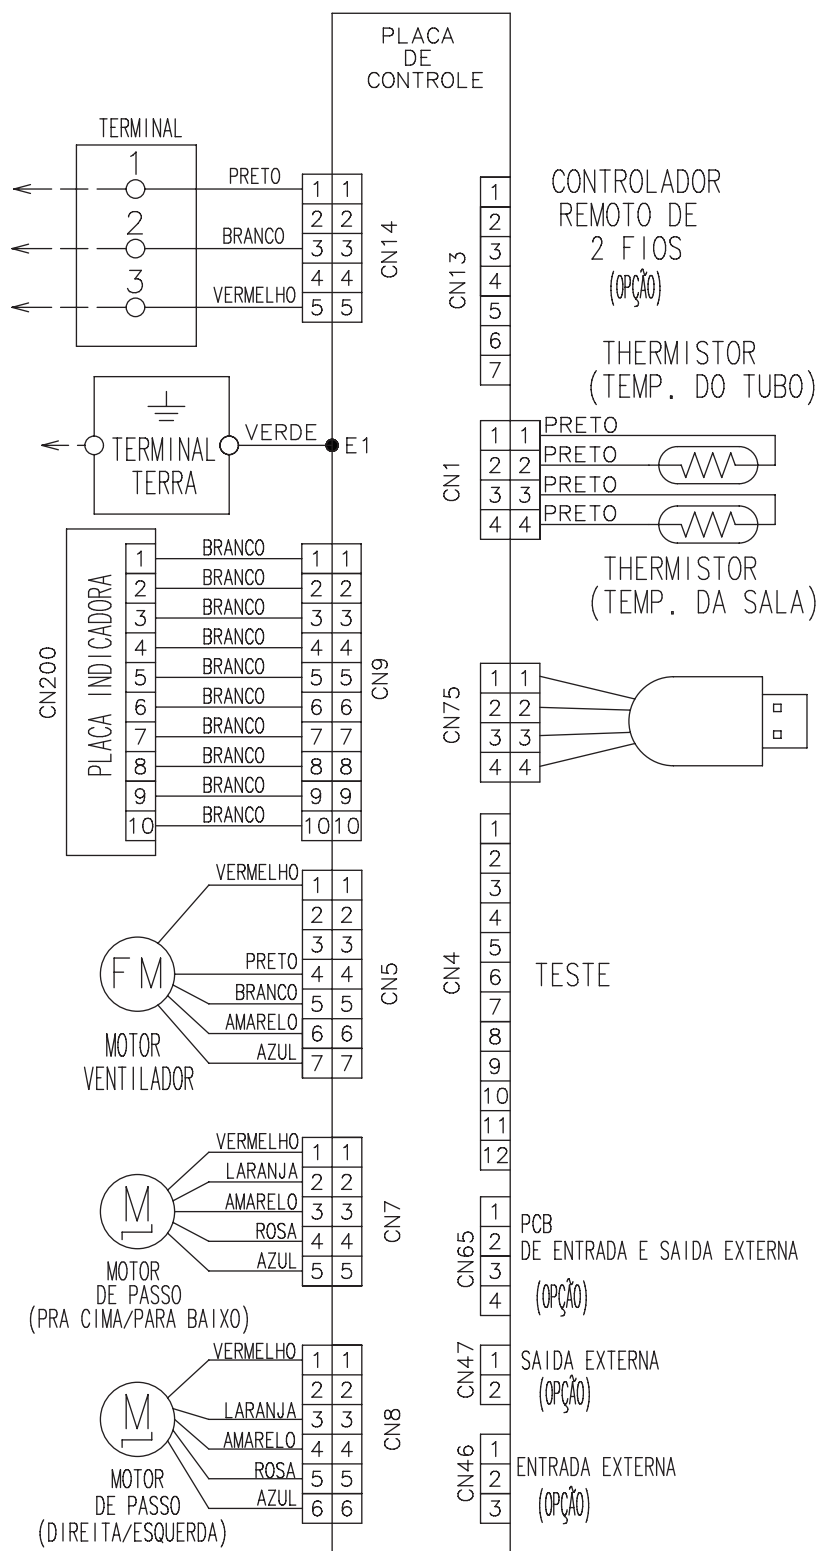 PLACA
DE
CONTROLE
TERMINAL
1
2
3
PRETO
BRANCO
VERMELHO
1 1
2 2
3 3
4 4
5 5
CN14
TERMINAL
TERRA
VERDE
E1
CN200
PLACA INDICADORA
1 BRANCO 1 1
2 BRANCO 2 2
3 BRANCO 3 3
4 BRANCO 4 4
5 BRANCO 5 5
6 BRANCO 6 6
7 BRANCO 7 7
8 BRANCO 8 8
9 BRANCO 9 9
10 BRANCO 10 10
CN9
FM
MOTOR
VENTILADOR
VERMELHO 1 1
2 2
3 3
PRETO 4 4
BRANCO 5 5
AMARELO 6 6
AZUL 7 7
CN5
M
MOTOR
DE PASSO
(PRA CIMA/PARA BAIXO)
VERMELHO 1 1
LARANJA 2 2
AMARELO 3 3
ROSA 4 4
AZUL 5 5
CN7
M
MOTOR
DE PASSO
(DIREITA/ESQUERDA)
VERMELHO 1 1
2 2
LARANJA 3 3
AMARELO 4 4
ROSA 5 5
AZUL 6 6
CN8
CN13
1
2
3
4
5
6
7
CONTROLADOR
REMOTO DE
2 FIOS
(OPÇÃO)
THERMISTOR
(TEMP. DO TUBO)
CN1
1 1 PRETO
2 2 PRETO
3 3 PRETO
4 4 PRETO
THERMISTOR
(TEMP. DA SALA)
CN75
1 1
2 2
3 3
4 4
CN4
1
2
3
4
5
6
7
8
9
10
11
12
TESTE
CN65
1
2
3
4
PCB
DE ENTRADA E SAIDA EXTERNA
(OPÇÃO)
CN47
1
2
SAIDA EXTERNA
(OPÇÃO)
CN46
1
2
3
ENTRADA EXTERNA
(OPÇÃO)